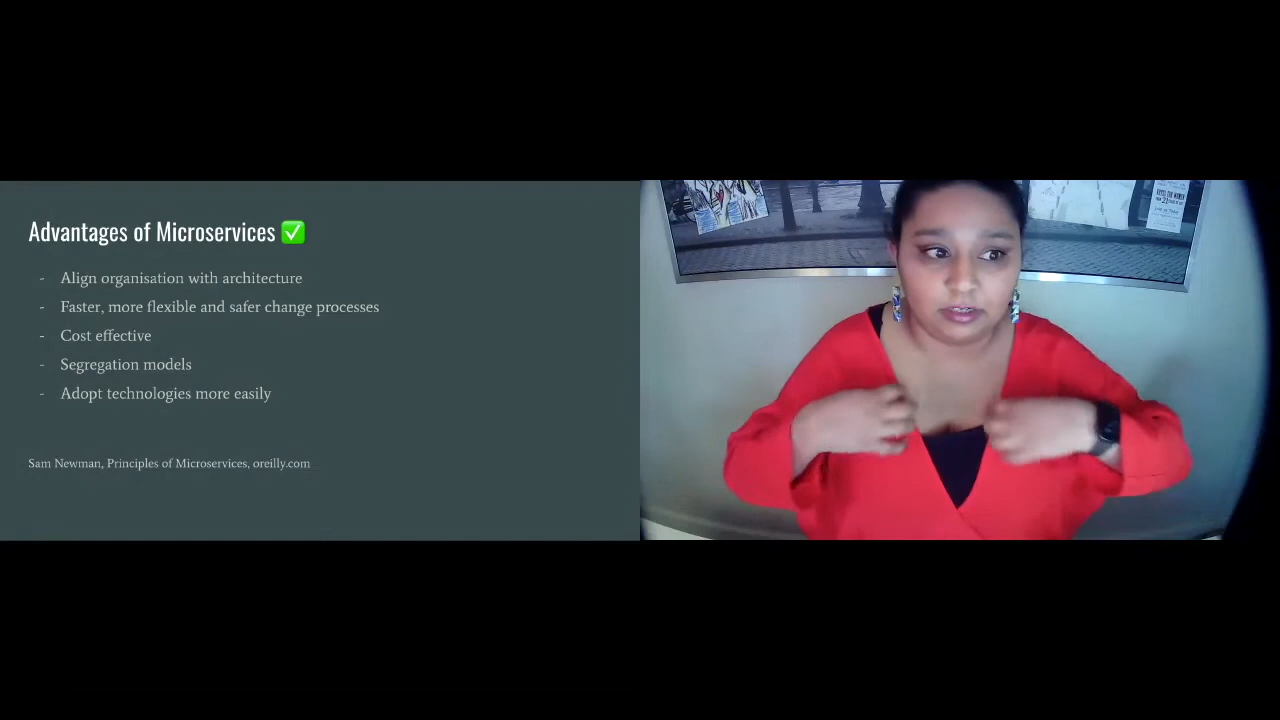 Advantages of Microservices ✅
- Align organisation with architecture
- Faster, more flexible and safer change processes
- Cost effective
- Segregation models
- Adopt technologies more easily
Sam Newman, Principles of Microservices, oreilly.com